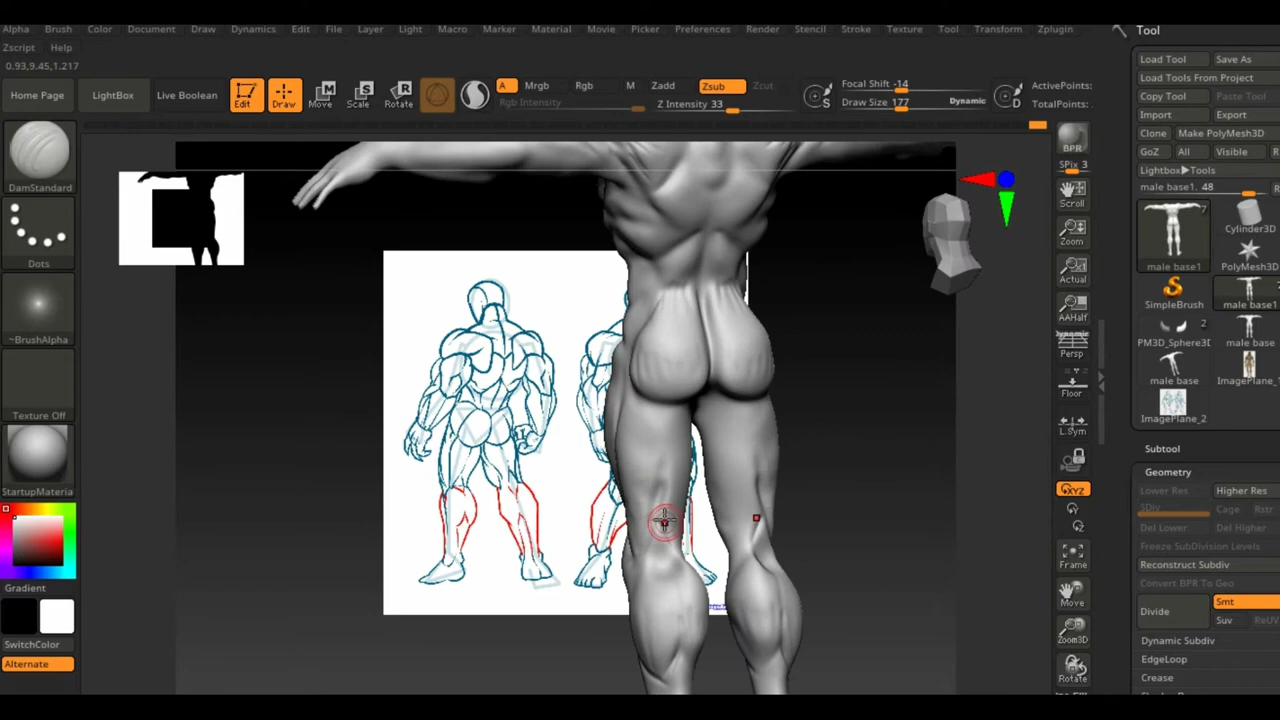 Alpha Brush Color Document Draw Dynamics Edit File Layer Light Macro Marker Material Movie Picker Preferences Render Stencil Stroke Texture Tool Transform Zplugin
Tool
Zscript Help
0.93,9.45,1.217
Load Tool Save As
Load Tools From Project
Copy Tool Paste Tool
Import Export
Clone Make PolyMesh3D
GoZ All Visible R
Lightbox▶Tools
male base1. 48
Home Page LightBox Live Boolean
Edit Draw Move Scale Rotate
A Mrgb Rgb M Zadd Zsub Zcut
Rgb Intensity
Z Intensity 33
S
Focal Shift -14
Draw Size 177 Dynamic
D
ActivePoints:
TotalPoints:
DamStandard
Dots
~BrushAlpha
Texture Off
StartupMateria
Gradient
SwitchColor
Alternate
BPR
SPix 3
Scroll
Zoom
Actual
AAHalf
Dynamic
Persp
Floor
L.Sym
XYZ
Frame
Move
Zoom3D
Rotate
7
male base1
Cylinder3D
PolyMesh3D
SimpleBrush
7
male base1
2
PM3D_Sphere3D
male base
male base
ImagePlane_
ImagePlane_2
Subtool
Geometry
Lower Res Higher Res
SDiv
Cage Rstr
Del Lower Del Higher
Freeze SubDivision Levels
Reconstruct Subdiv
Convert BPR To Geo
Divide
Smt
Suv ReUV
Dynamic Subdiv
EdgeLoop
Crease